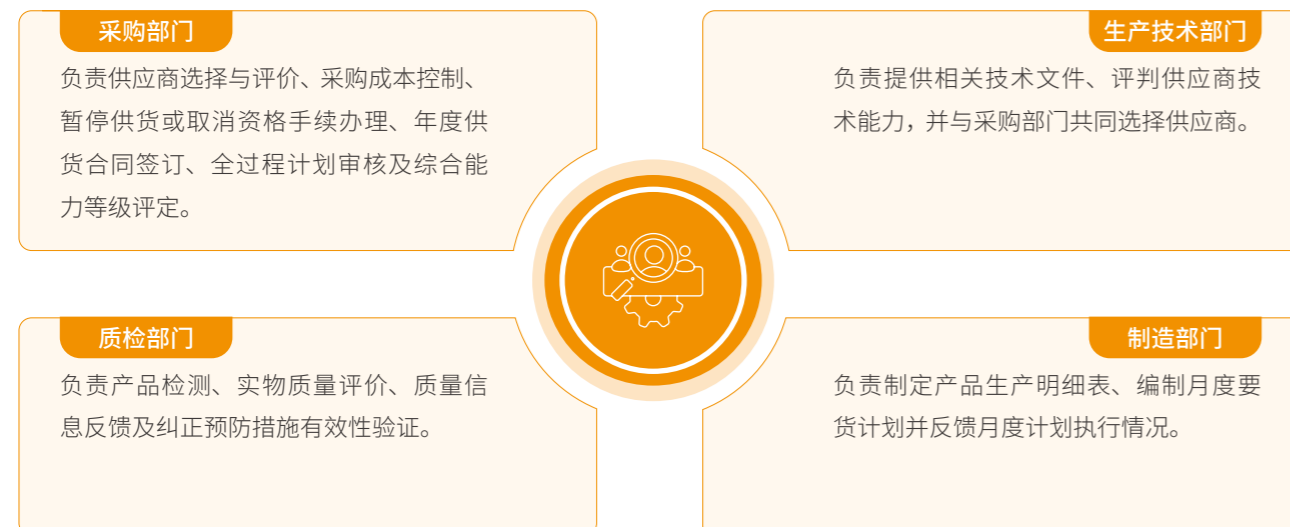 采购部门
负责供应商选择与评价、采购成本控制、
暂停供货或取消资格手续办理、年度供
货合同签订、全过程计划审核及综合能
力等级评定。
生产技术部门
负责提供相关技术文件、评判供应商技
术能力，并与采购部门共同选择供应商。
质检部门
负责产品检测、实物质量评价、质量信
息反馈及纠正预防措施有效性验证。
制造部门
负责制定产品生产明细表、编制月度要
货计划并反馈月度计划执行情况。